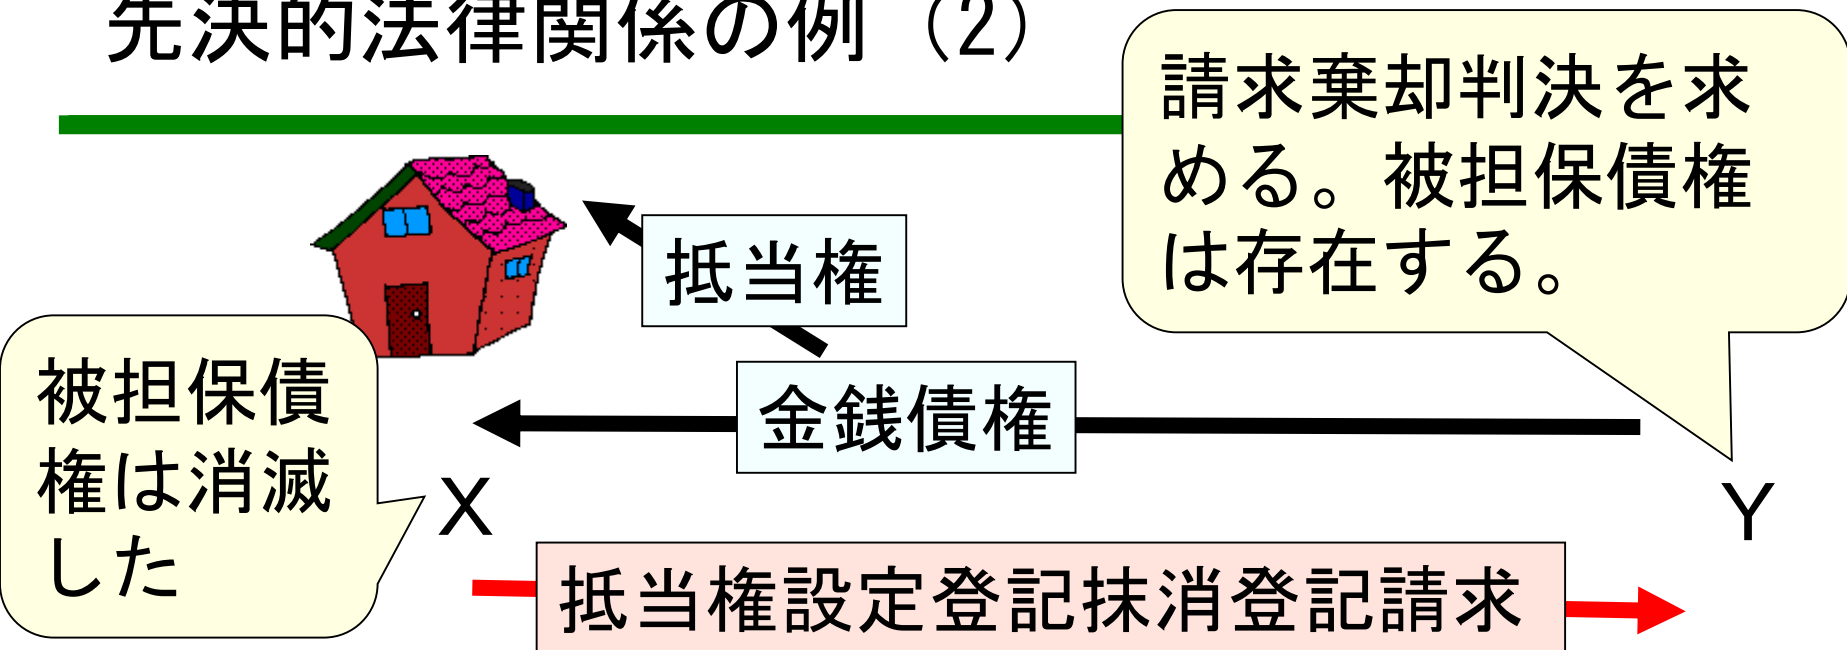 先決的法律関係の例（2）
請求棄却判決を求
める。被担保債権
は存在する。
抵当権
被担保債
権は消滅
した
金銭債権
X
Y
抵当権設定登記抹消登記請求